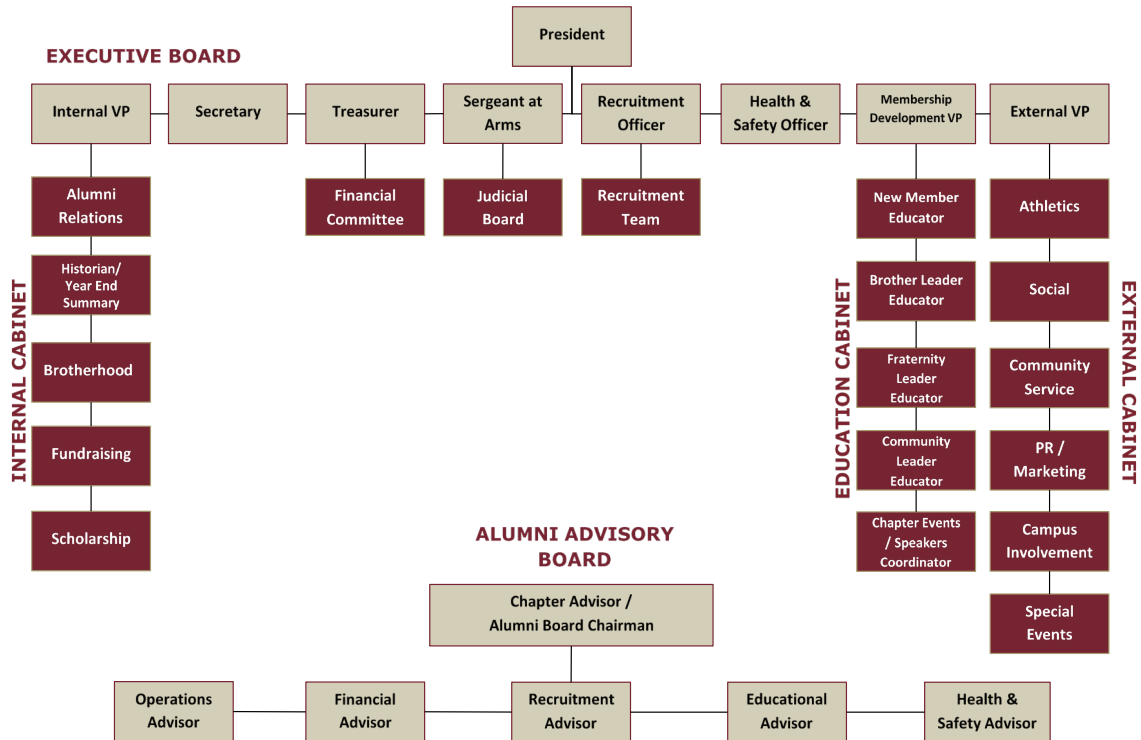 President
EXECUTIVE BOARD
Internal VP
Secretary
Treasurer
Sergeant at
Arms
Recruitment
Officer
Health &
Safety Officer
Membership
Development VP
External VP
Alumni
Relations
Historian/
Year End
Summary
Brotherhood
Fundraising
Scholarship
INTERNAL CABINET
Financial
Committee
Judicial
Board
Recruitment
Team
New Member
Educator
Brother Leader
Educator
Fraternity
Leader
Educator
Community
Leader
Educator
Chapter Events
/ Speakers
Coordinator
EDUCATION CABINET
Athletics
Social
Community
Service
PR /
Marketing
Campus
Involvement
Special
Events
EXTERNAL CABINET
ALUMNI ADVISORY
BOARD
Chapter Advisor /
Alumni Board Chairman
Operations
Advisor
Financial
Advisor
Recruitment
Advisor
Educational
Advisor
Health &
Safety Advisor